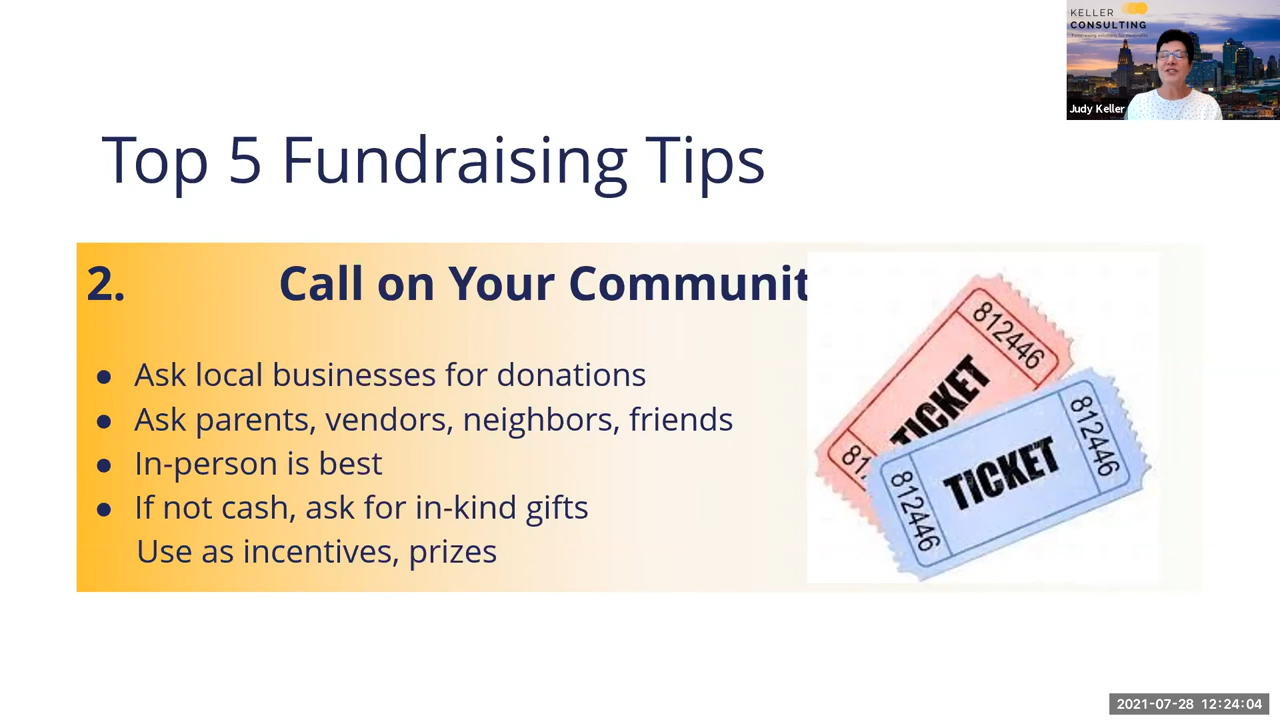 KELLER
CONSULTING
Judy Keller
Top 5 Fundraising Tips
2. Call on Your Communit
● Ask local businesses for donations
● Ask parents, vendors, neighbors, friends
● In-person is best
● If not cash, ask for in-kind gifts
Use as incentives, prizes
812446
TICKET
81
812446
TICKET
812446
2021-07-28 12:24:04